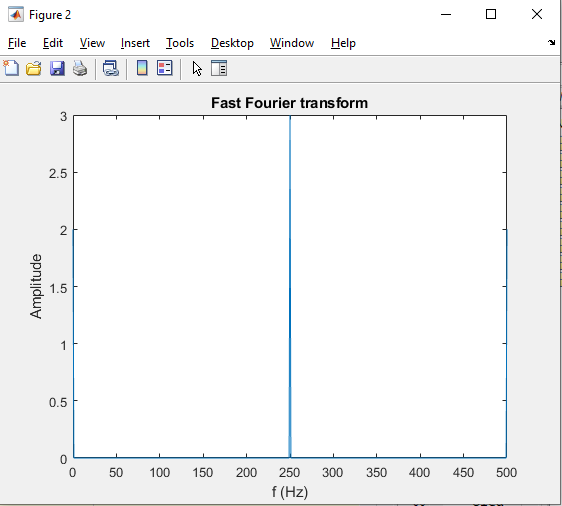 Figure 2
File Edit View Insert Tools Desktop Window Help
Fast Fourier transform
3
2.5
2
1.5
1
0.5
0
Amplitude
0 50 100 150 200 250 300 350 400 450 500
f (Hz)